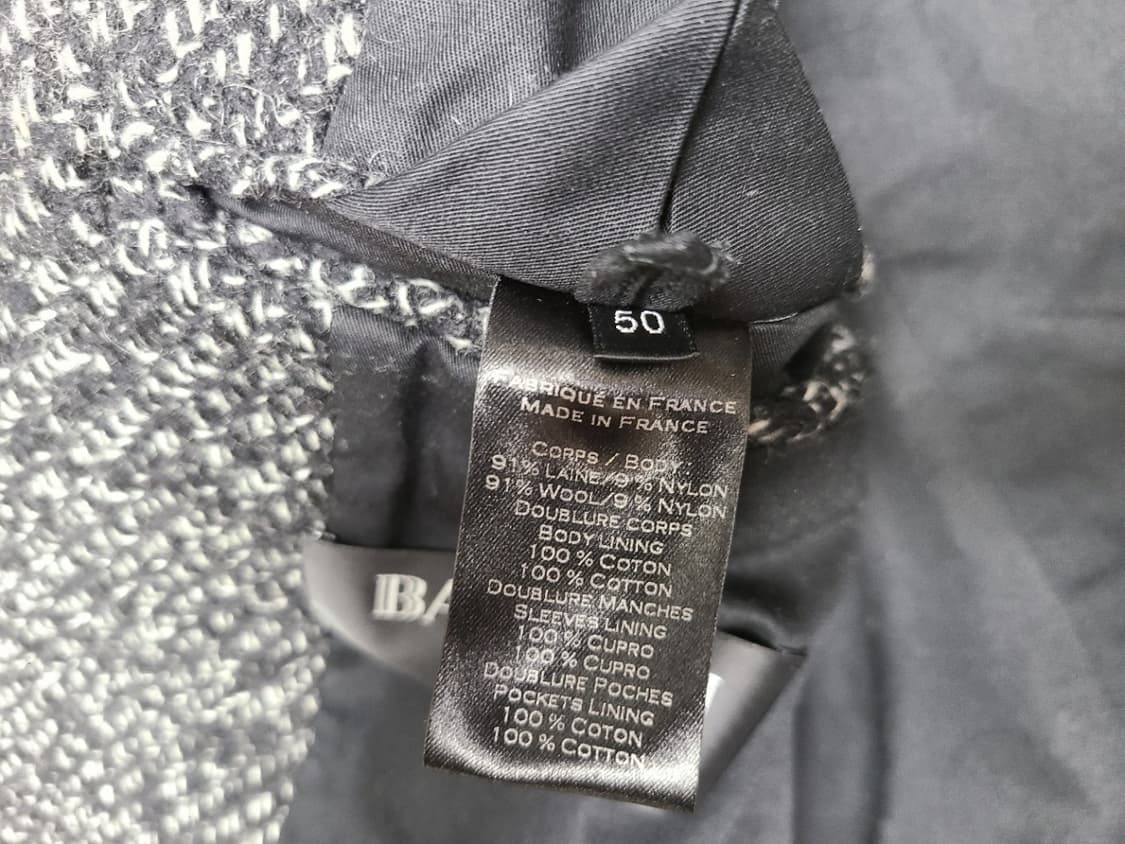 50
FABRIQUÉ EN FRANCE
MADE IN FRANCE
CORPS / BODY:
91% LAINE/9% NYLON
91% WOOL/9% NYLON
DOUBLURE CORPS
BODY LINING
100 % COTON
100 % COTTON
DOUBLURE MANCHES
SLEEVES LINING
100 % CUPRO
100 % CUPRO
DOUBLURE POCHES
POCKETS LINING
100 % COTON
100 % COTTON
BA